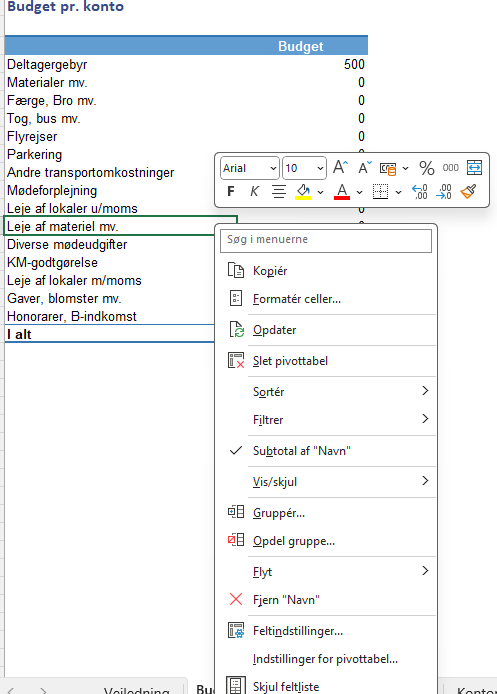 Budget pr. konto
Budget
Deltagergebyr 500
Materialer mv. 0
Færge, Bro mv. 0
Tog, bus mv. 0
Flyrejser 0
Parkering
Andre transportomkostninger
Mødeforplejning
Leje af lokaler u/moms
Leje af materiel mv.
Diverse mødeudgifter
KM-godtgørelse
Leje af lokaler m/moms
Gaver, blomster mv.
Honorarer, B-indkomst
I alt
Arial 10 A A % 000
F K A
Søg i menuerne
Kopiér
Formatér celler...
Opdater
Slet pivottabel
Sortér
Filtrer
Subtotal af "Navn"
Vis/skjul
Gruppér...
Opdel gruppe...
Flyt
Fjern "Navn"
Feltindstillinger...
Indstillinger for pivottabel...
Skjul feltliste
Vejledning